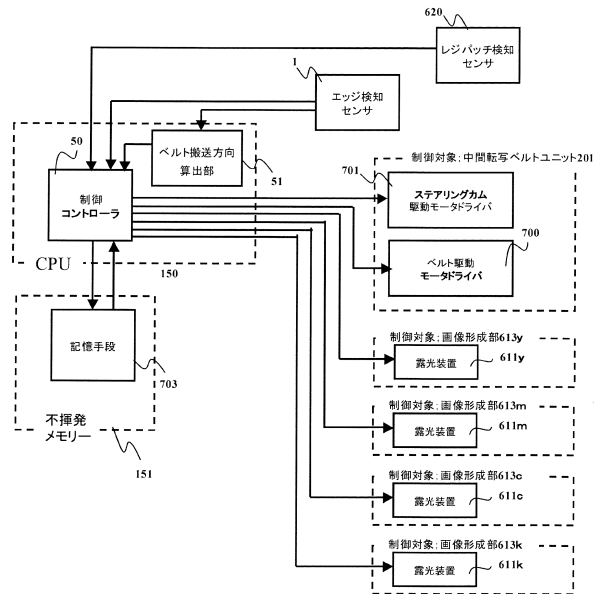 620
レジパッチ検知
センサ
1
エッジ検知
センサ
50
ベルト搬送方向
算出部
51
制御
コントローラ
CPU
150
制御対象;中間転写ベルトユニット201
701
ステアリングカム
駆動モータドライバ
700
ベルト駆動
モータドライバ
記憶手段
703
不揮発
メモリー
151
制御対象;画像形成部613y
露光装置
611y
制御対象;画像形成部613m
露光装置
611m
制御対象;画像形成部613c
露光装置
611c
制御対象;画像形成部613k
露光装置
611k